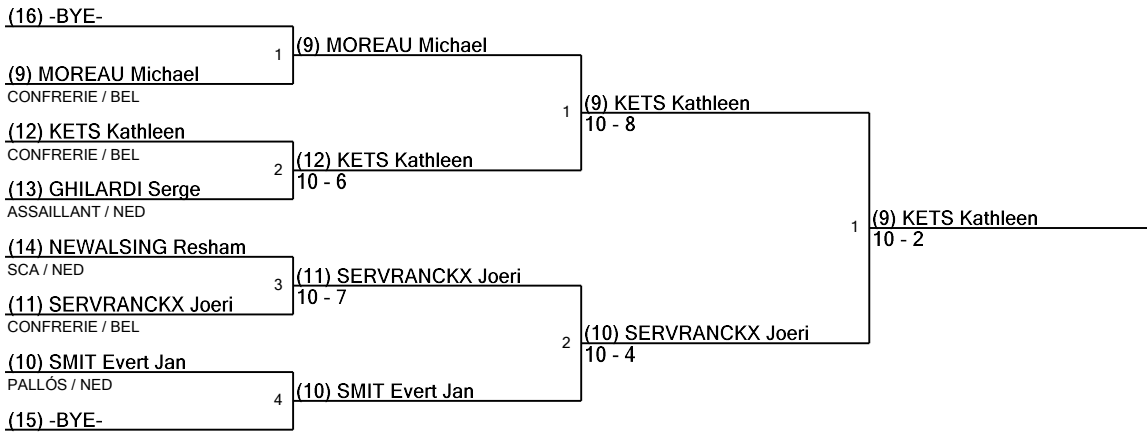 (16) -BYE-
1
(9) MOREAU Michael
(9) MOREAU Michael
CONFRERIE / BEL
1
(9) KETS Kathleen
10 - 8
(12) KETS Kathleen
CONFRERIE / BEL
2
(12) KETS Kathleen
10 - 6
(13) GHILARDI Serge
ASSAILLANT / NED
1
(9) KETS Kathleen
10 - 2
(14) NEWALSING Resham
SCA / NED
3
(11) SERVRANCKX Joeri
10 - 7
(11) SERVRANCKX Joeri
CONFRERIE / BEL
2
(10) SERVRANCKX Joeri
10 - 4
(10) SMIT Evert Jan
PALLÓS / NED
4
(10) SMIT Evert Jan
(15) -BYE-